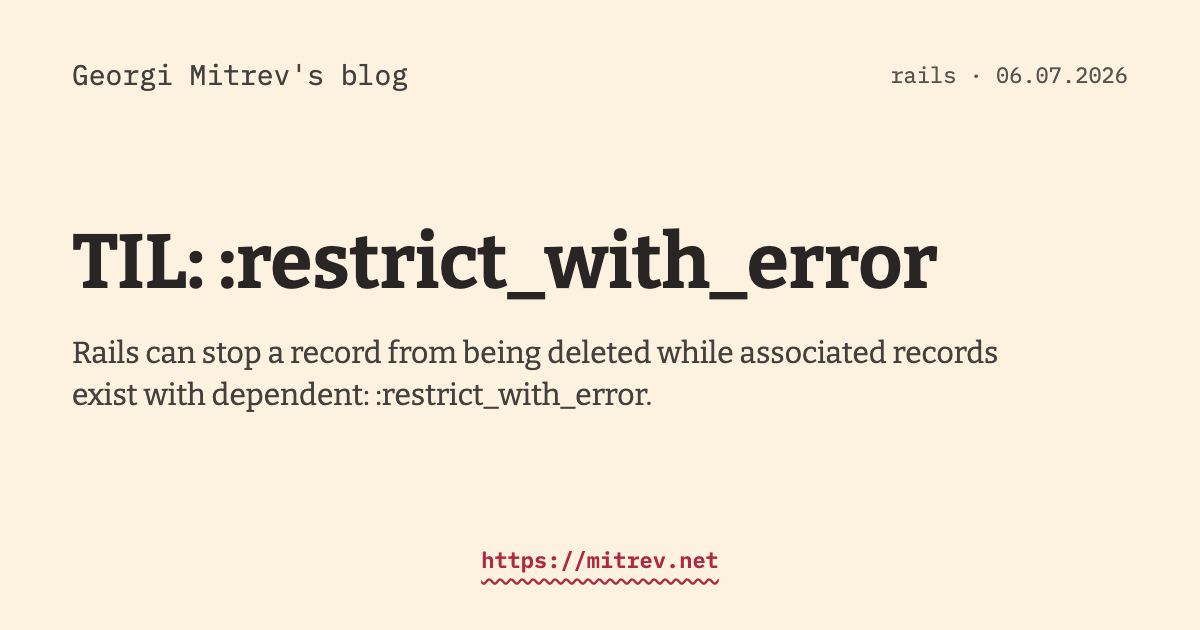 Georgi Mitrev's blog
rails · 06.07.2026
TIL: :restrict_with_error
Rails can stop a record from being deleted while associated records
exist with dependent: :restrict_with_error.
https://mitrev.net